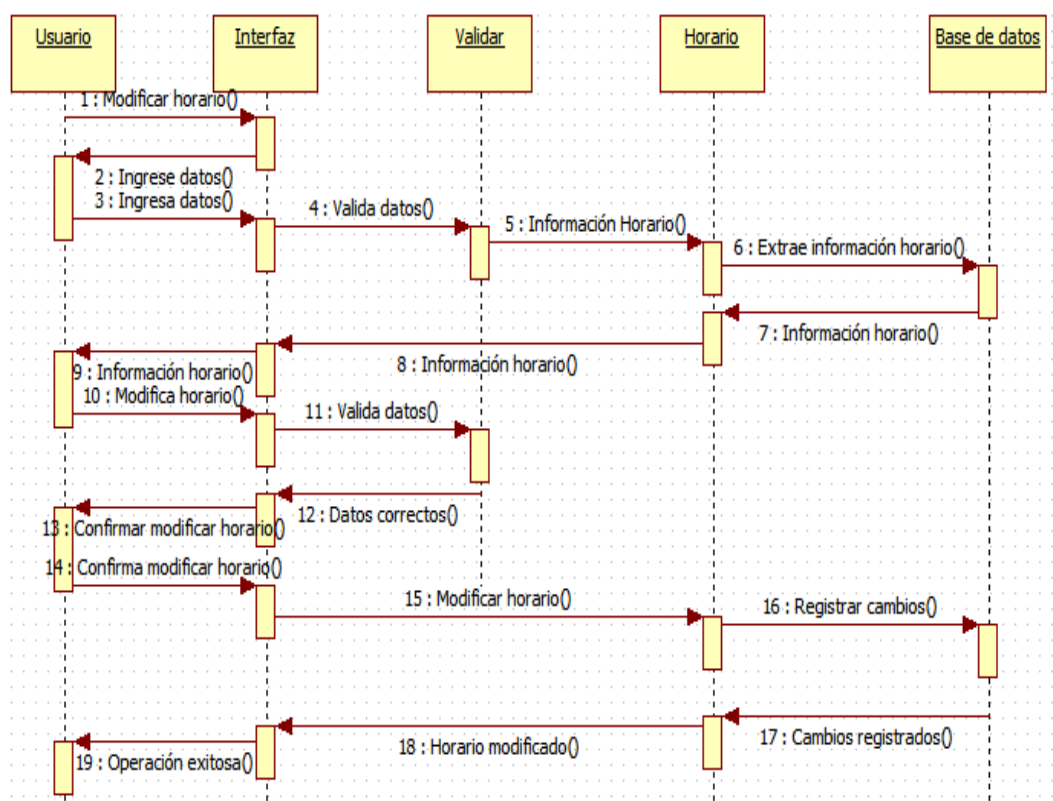 Usuario
Interfaz
Validar
Horario
Base de datos
1 : Modificar horario()
2 : Ingrese datos()
3 : Ingresa datos()
4 : Valida datos()
5 : Información Horario()
6 : Extrae información horario()
7 : Información horario()
8 : Información horario()
9 : Información horario()
10 : Modifica horario()
11 : Valida datos()
12 : Datos correctos()
13 : Confirmar modificar horario()
14 : Confirma modificar horario()
15 : Modificar horario()
16 : Registrar cambios()
17 : Cambios registrados()
18 : Horario modificado()
19 : Operación exitosa()